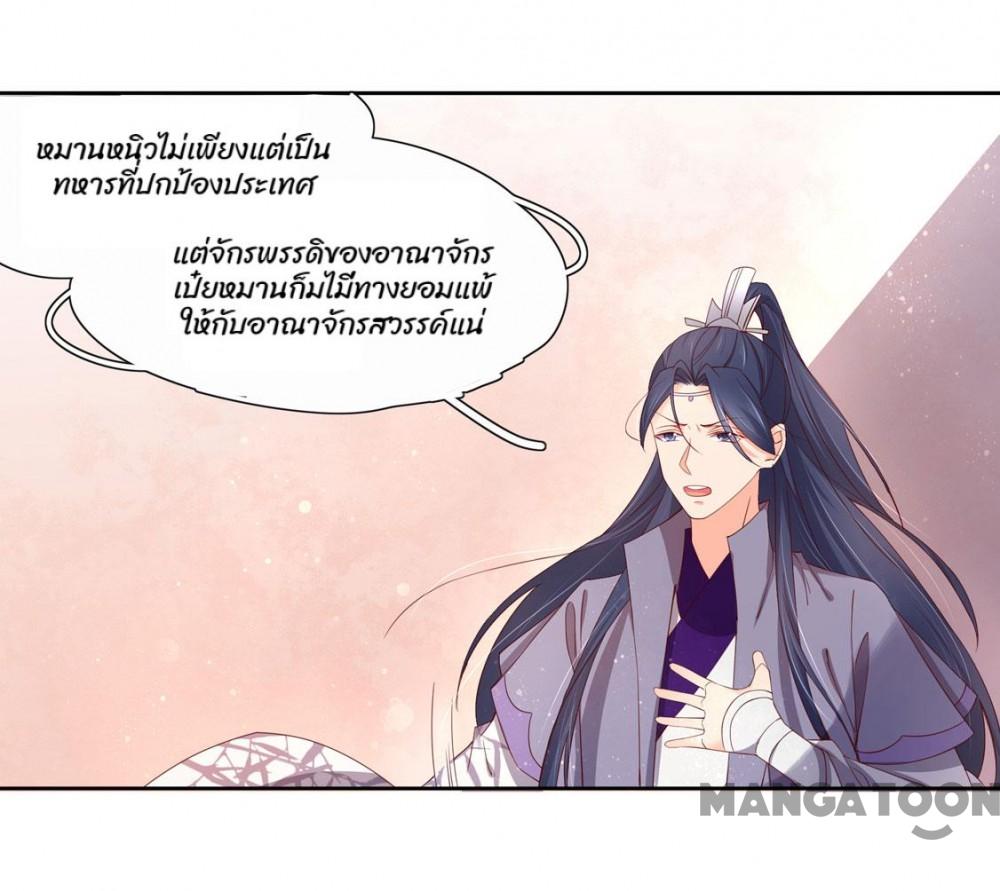 หมานหนิวไม่เพียงแต่เป็น
ทหารที่ปกป้องประเทศ
แต่จักรพรรดิของอาณาจักร
เป๋ยหมานก็มไม่ีทางยอมแพ้
ให้กับอาณาจักรสวรรค์แน่
MANGATOON